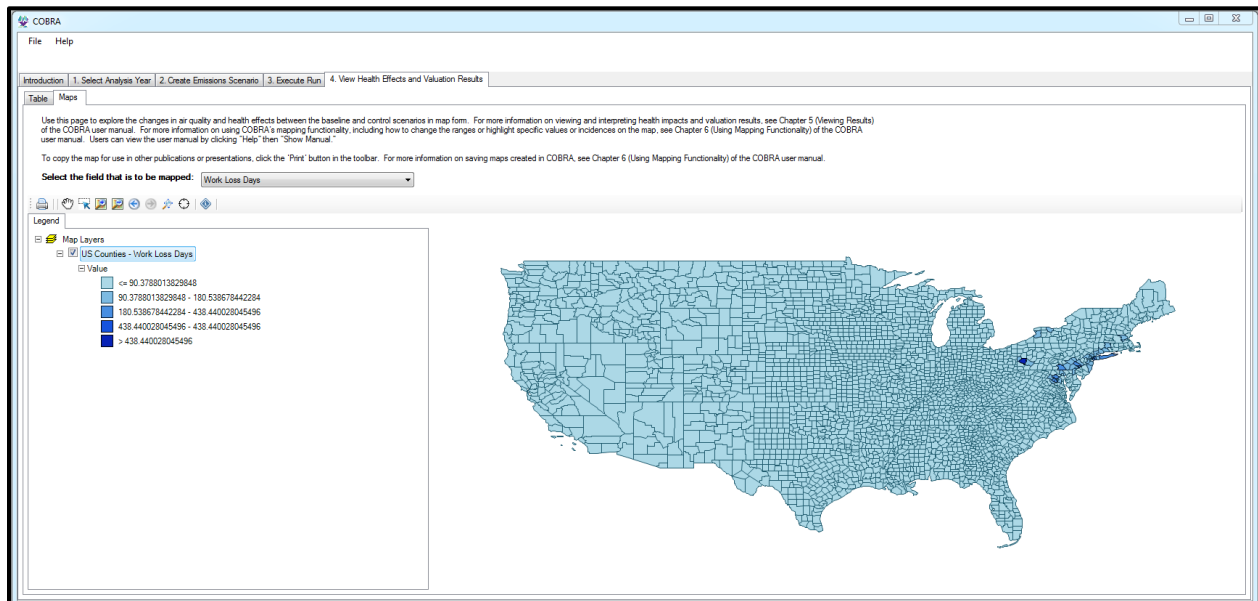 COBRA
File Help
Introduction 1. Select Analysis Year 2. Create Emissions Scenario 3. Execute Run 4. View Health Effects and Valuation Results
Table Maps
Use this page to explore the changes in air quality and health effects between the baseline and control scenarios in map form. For more information on viewing and interpreting health impacts and valuation results, see Chapter 5 (Viewing Results)
of the COBRA user manual. For more information on using COBRA's mapping functionality, including how to change the ranges or highlight specific values or incidences on the map, see Chapter 6 (Using Mapping Functionality) of the COBRA
user manual. Users can view the user manual by clicking "Help" then "Show Manual."
To copy the map for use in other publications or presentations, click the 'Print' button in the toolbar. For more information on saving maps created in COBRA, see Chapter 6 (Using Mapping Functionality) of the COBRA user manual.
Select the field that is to be mapped: Work Loss Days
Legend
Map Layers
US Counties - Work Loss Days
Value
<= 90.3788013829848
90.3788013829848 - 180.538678442284
180.538678442284 - 438.440028045496
438.440028045496 - 438.440028045496
> 438.440028045496